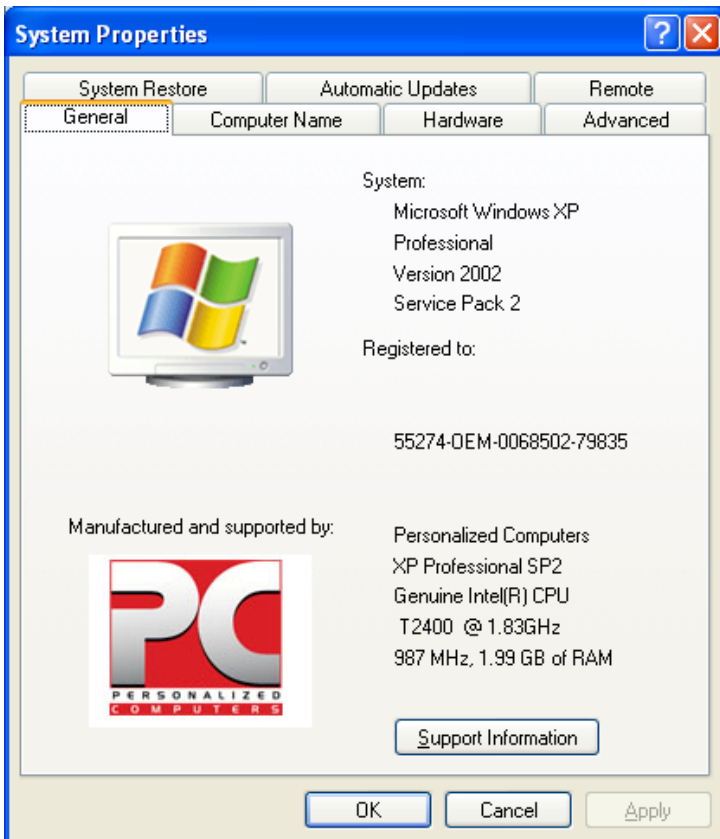 System Properties
System Restore
Automatic Updates
Remote
General
Computer Name
Hardware
Advanced
System:
Microsoft Windows XP
Professional
Version 2002
Service Pack 2
Registered to:
55274-OEM-0068502-79835
Manufactured and supported by:
PC
PERSONALIZED
COMPUTERS
Personalized Computers
XP Professional SP2
Genuine Intel(R) CPU
T2400 @ 1.83GHz
987 MHz, 1.99 GB of RAM
Support Information
OK
Cancel
Apply